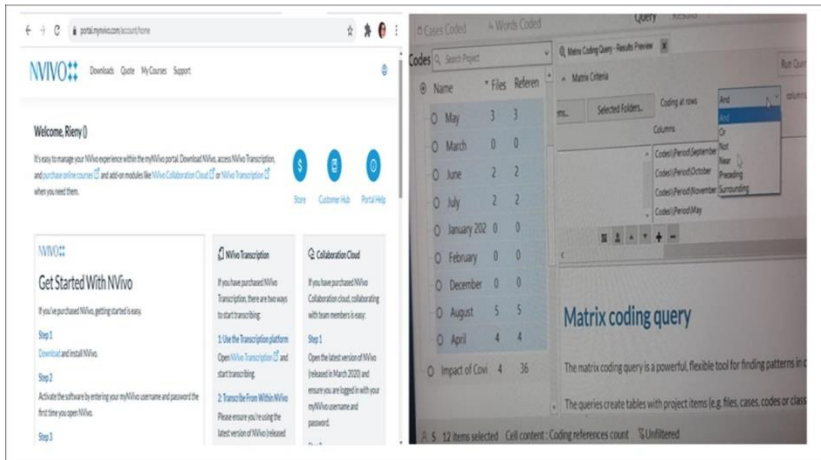 portal.mynvivo.com/account/home
NVIVO
Downloads Quote My Courses Support
Welcome, Rieny ()
It's easy to manage your NVivo experience within the myNVivo portal. Download NVivo, access NVivo Transcription,
and purchase online courses and add-on modules like NVivo Collaboration Cloud or NVivo Transcription
when you need them.
Store Customer Hub Portal Help
NVIVO
Get Started With NVivo
If you've purchased NVivo, getting started is easy.
Step 1
Download and install NVivo.
Step 2
Activate the software by entering your myNVivo username and password the
first time you open NVivo.
Step 3
NVivo Transcription
If you have purchased NVivo
Transcription, there are two ways
to start transcribing:
1: Use the Transcription platform
Open NVivo Transcription and
start transcribing.
2: Transcribe From Within NVivo
Please ensure you're using the
latest version of NVivo (released
Collaboration Cloud
If you have purchased NVivo
Collaboration cloud, collaborating
with team members is easy:
Step 1
Open the latest version of NVivo
(released in March 2020) and
ensure you are logged in with your
myNVivo username and
password.
Cases Coded Words Coded Query
Codes Search Project
Name Files Referen
May 3 3
March 0 0
June 2 2
July 2 2
January 202 0 0
February 0 0
December 0 0
August 5 5
April 4 4
Impact of Covi 4 36
5 12 items selected Cell content: Coding references count Unfiltered
Matrix Coding Query - Results Preview
Matrix Criteria
Run Quer
ms... Selected Folders... Coding at rows And columns
And
Or
Not
Near
Preceding
Surrounding
Columns
Codes\\Period\September
Codes\\Period\October
Codes\\Period\November
Codes\\Period\May
Matrix coding query
The matrix coding query is a powerful, flexible tool for finding patterns in c
The queries create tables with project items (e.g. files, cases, codes or class